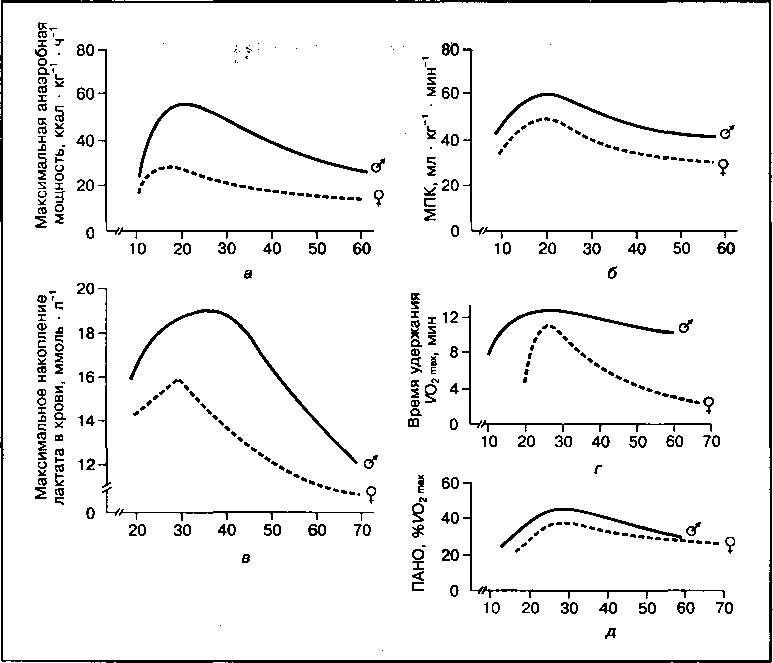 Максимальная анаэробная
мощность, ккал · кг⁻¹ · ч⁻¹
80
60
40
20
0
10 20 30 40 50 60
♂
♀
а
МПК, мл · кг⁻¹ · мин⁻¹
80
60
40
20
0
10 20 30 40 50 60
♂
♀
б
Максимальное накопление
лактата в крови, ммоль · л⁻¹
20
18
16
14
12
0
20 30 40 50 60 70
♂
♀
в
Время удержания
V̇O₂ max, мин
12
8
4
0
10 20 30 40 50 60 70
♂
♀
г
ПАНО, %V̇O₂ max
60
40
20
0
10 20 30 40 50 60 70
♂
♀
д